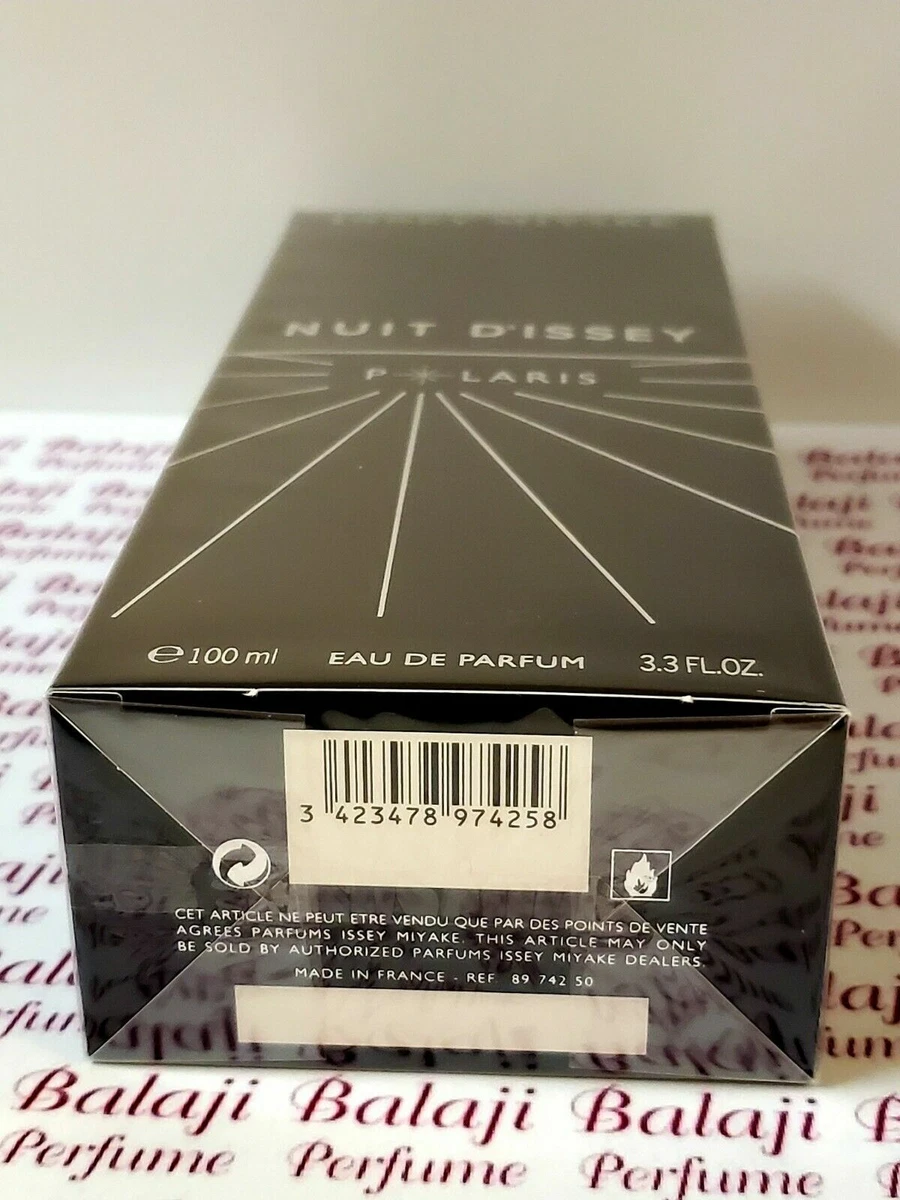 NUIT D'ISSEY
P LARIS
℮ 100 ml EAU DE PARFUM 3.3 FL.OZ.
3 423478 974258
CET ARTICLE NE PEUT ETRE VENDU QUE PAR DES POINTS DE VENTE
AGREES PARFUMS ISSEY MIYAKE. THIS ARTICLE MAY ONLY
BE SOLD BY AUTHORIZED PARFUMS ISSEY MIYAKE DEALERS.
MADE IN FRANCE - REF. 89 742 50
Balaji Balaji Balaji
Perfume Perfume Perfume